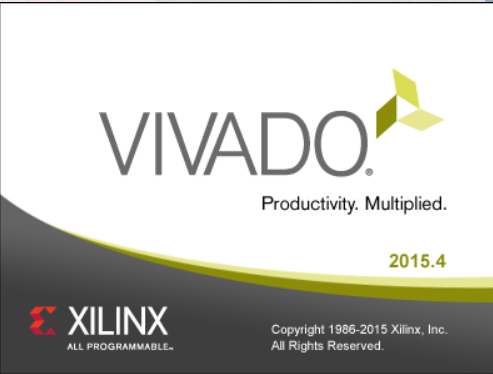 VIVADO®
Productivity. Multiplied.
2015.4
XILINX
ALL PROGRAMMABLE™
Copyright 1986-2015 Xilinx, Inc.
All Rights Reserved.